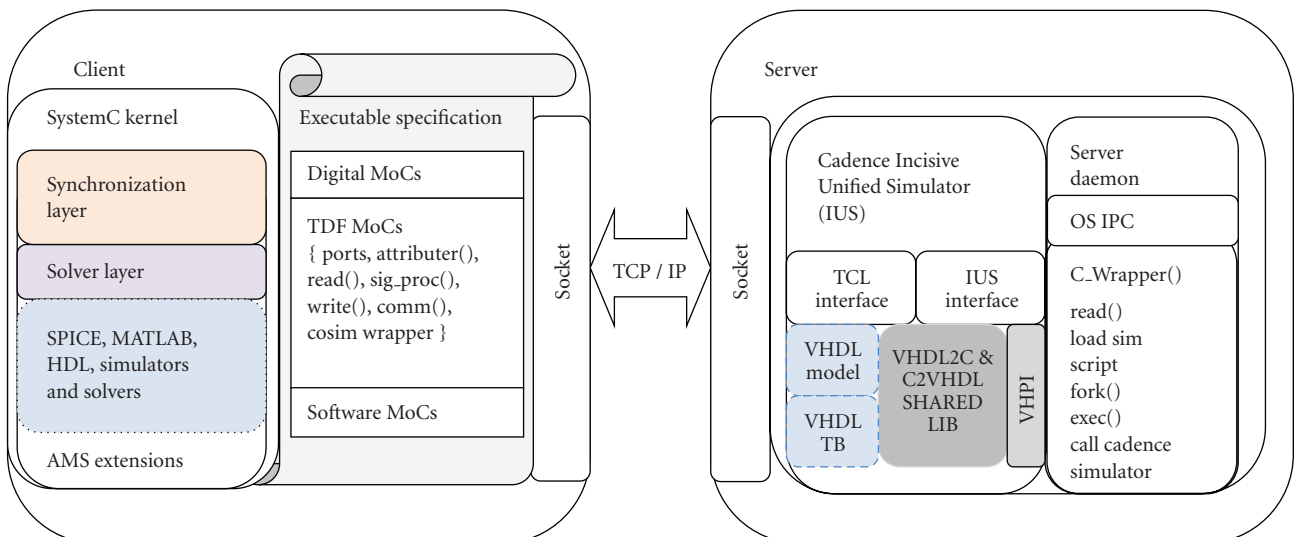 Client
SystemC kernel
Synchronization
layer
Solver layer
SPICE, MATLAB,
HDL, simulators
and solvers
AMS extensions
Executable specification
Digital MoCs
TDF MoCs
{ ports, attributer(),
read(), sig_proc(),
write(), comm(),
cosim wrapper }
Software MoCs
Socket
TCP / IP
Socket
Server
Cadence Incisive
Unified Simulator
(IUS)
TCL
interface
IUS
interface
VHDL
model
VHDL
TB
VHDL2C &
C2VHDL
SHARED
LIB
VHPI
Server
daemon
OS IPC
C_Wrapper()
read()
load sim
script
fork()
exec()
call cadence
simulator